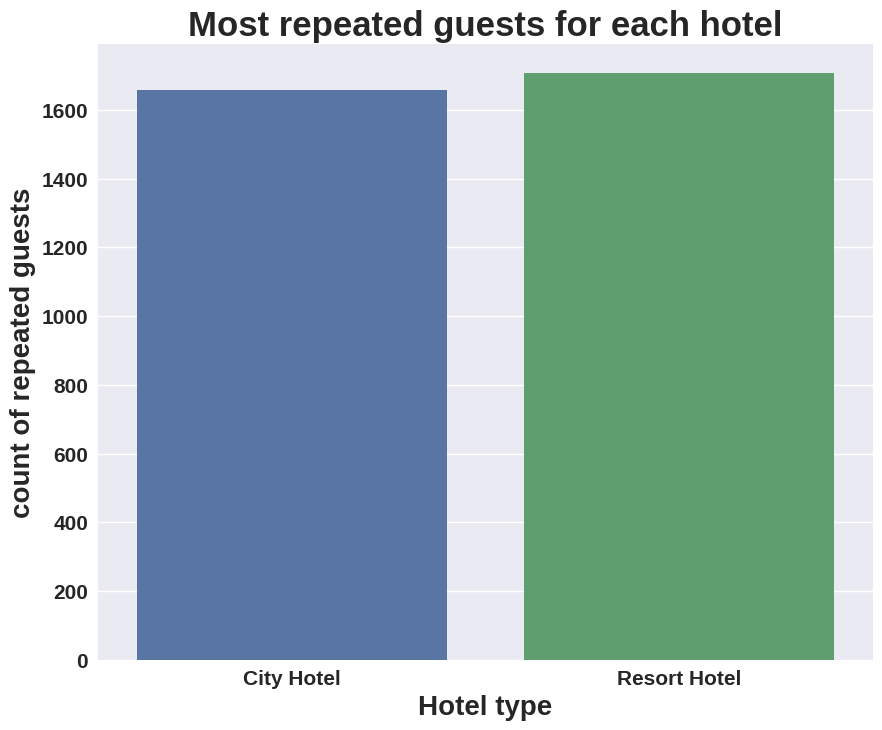 Most repeated guests for each hotel
count of repeated guests
1600
1400
1200
1000
800
600
400
200
0
City Hotel
Resort Hotel
Hotel type